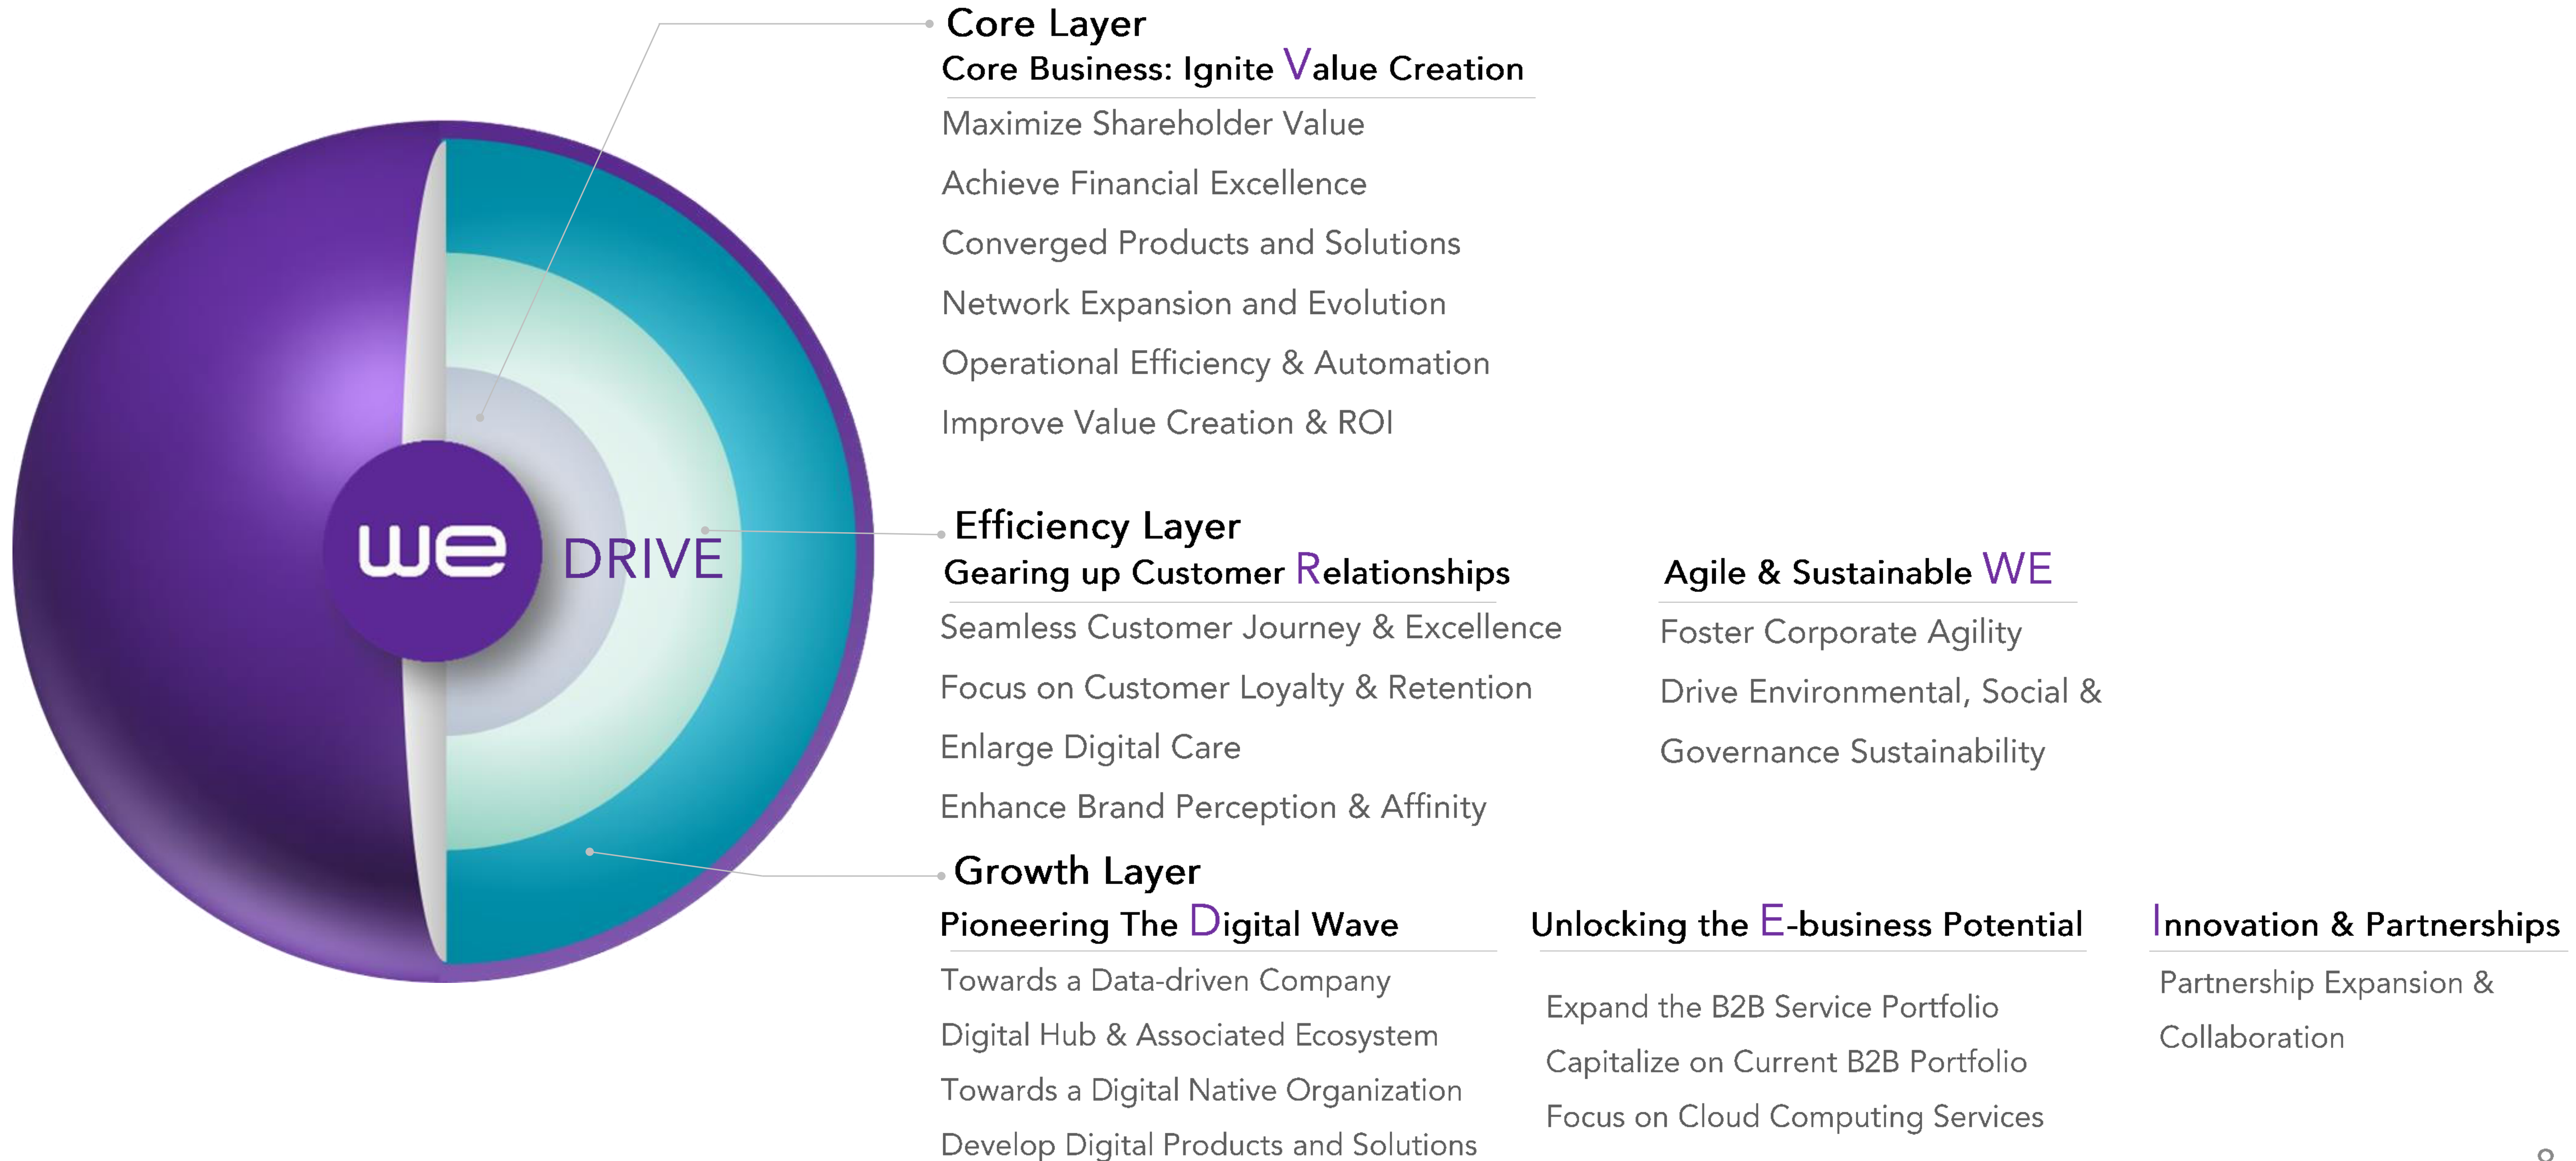 Core Layer
Core Business: Ignite Value Creation
Maximize Shareholder Value
Achieve Financial Excellence
Converged Products and Solutions
Network Expansion and Evolution
Operational Efficiency & Automation
Improve Value Creation & ROI
we
DRIVE
Efficiency Layer
Gearing up Customer Relationships
Seamless Customer Journey & Excellence
Focus on Customer Loyalty & Retention
Enlarge Digital Care
Enhance Brand Perception & Affinity
Agile & Sustainable WE
Foster Corporate Agility
Drive Environmental, Social &
Governance Sustainability
Growth Layer
Pioneering The Digital Wave
Towards a Data-driven Company
Digital Hub & Associated Ecosystem
Towards a Digital Native Organization
Develop Digital Products and Solutions
Unlocking the E-business Potential
Expand the B2B Service Portfolio
Capitalize on Current B2B Portfolio
Focus on Cloud Computing Services
Innovation & Partnerships
Partnership Expansion &
Collaboration